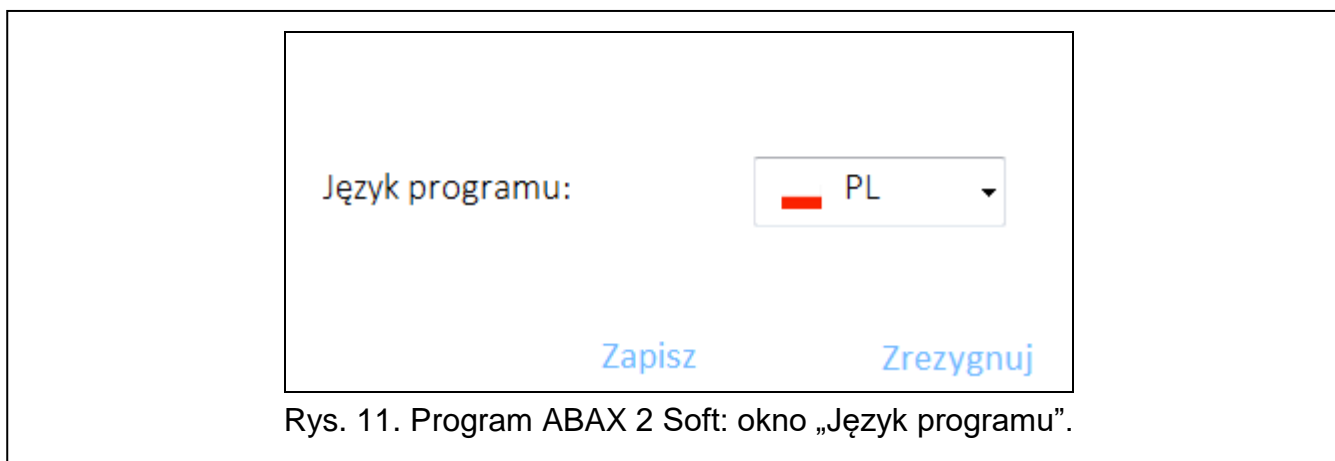 Język programu:
PL
Zapisz
Zrezygnuj
Rys. 11. Program ABAX 2 Soft: okno „Język programu”.